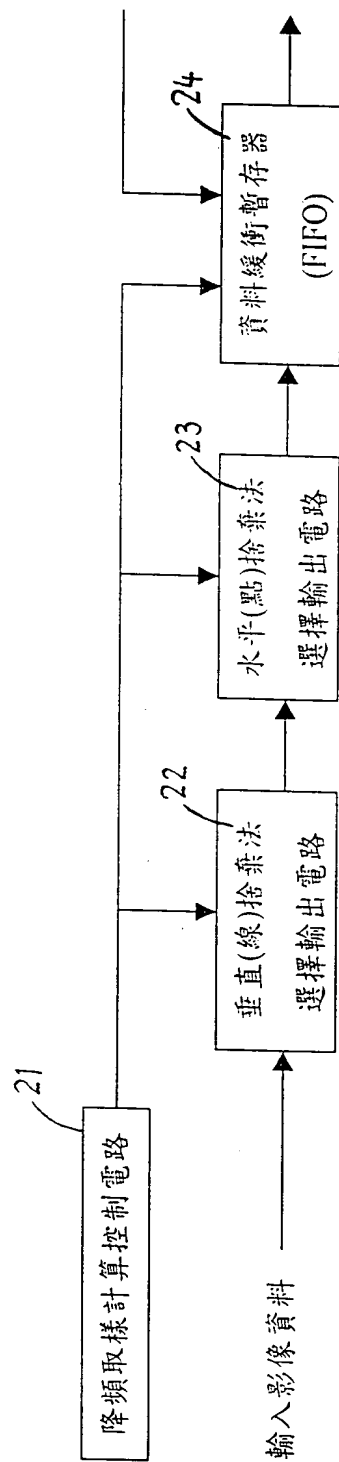 21
降頻取樣計算控制電路
輸入影像資料
22
垂直(線)捨棄法
選擇輸出電路
23
水平(點)捨棄法
選擇輸出電路
24
資料緩衝暫存器
(FIFO)